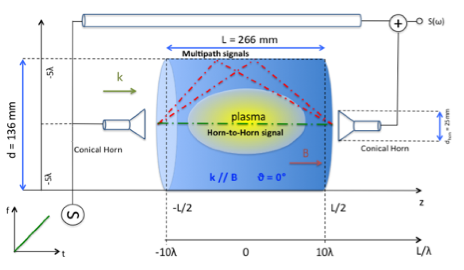 S(ω)
L = 266 mm
Multipath signals
k
d = 136 mm
-5λ
plasma
Horn-to-Horn signal
Conical Horn
Conical Horn
B
k // B ϑ = 0°
-5λ
S
z
-L/2
L/2
f
t
-10λ
0
10λ
L/λ